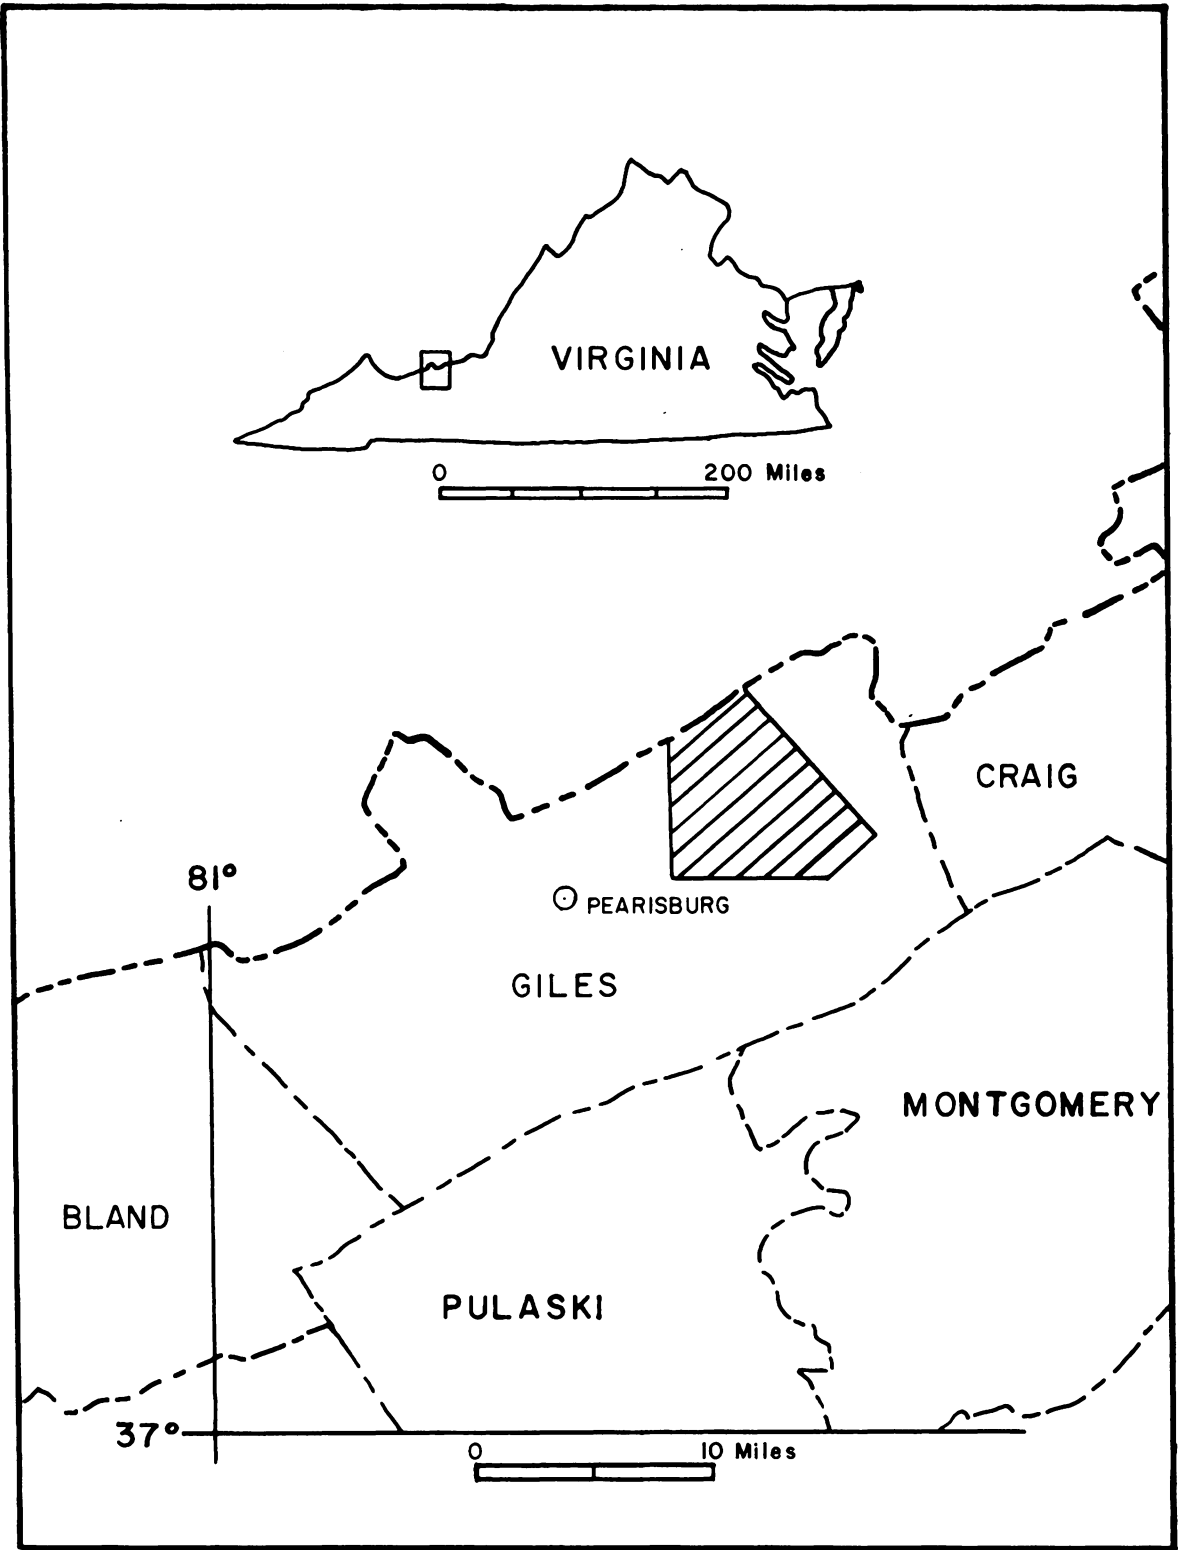 VIRGINIA
0 200 Miles
CRAIG
81°
PEARISBURG
GILES
MONTGOMERY
BLAND
PULASKI
37°
0 10 Miles